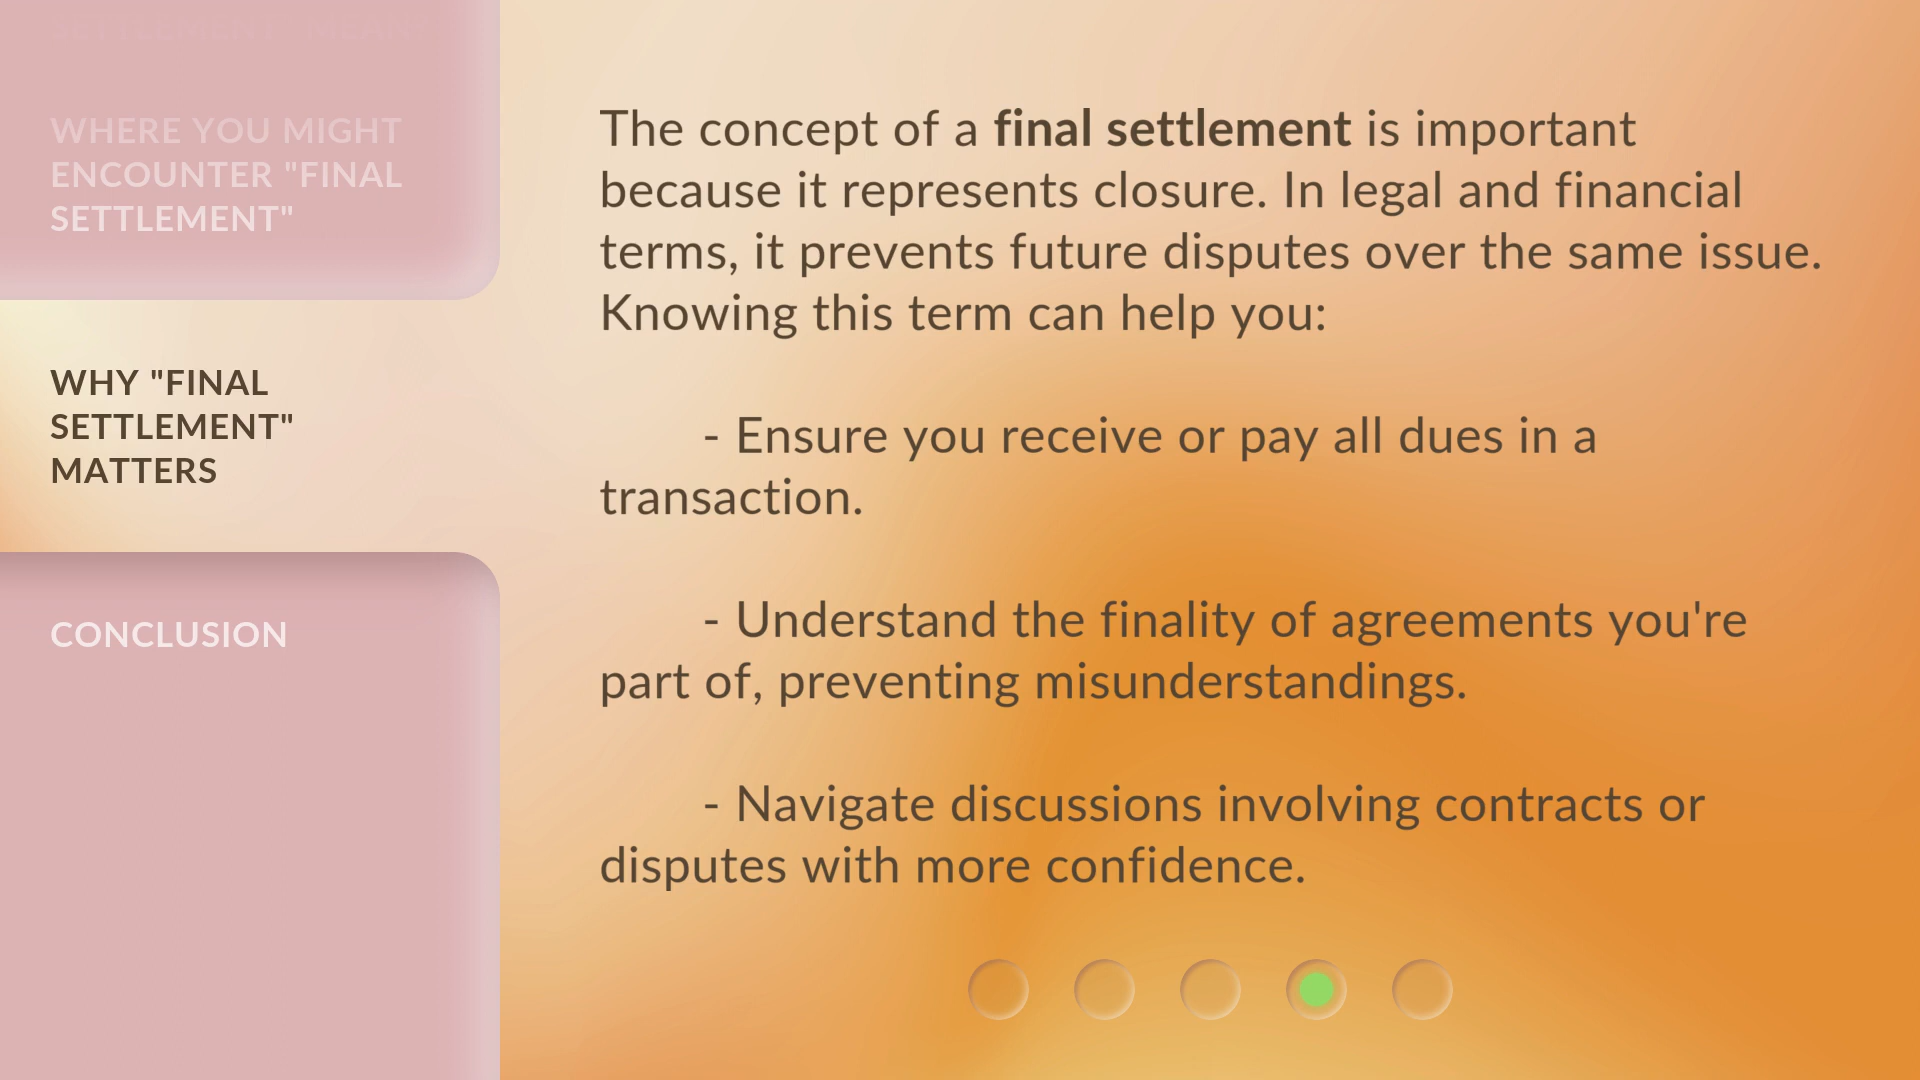 SETTLEMENT" MEAN?
WHERE YOU MIGHT
ENCOUNTER "FINAL
SETTLEMENT"
WHY "FINAL
SETTLEMENT"
MATTERS
CONCLUSION
The concept of a final settlement is important
because it represents closure. In legal and financial
terms, it prevents future disputes over the same issue.
Knowing this term can help you:
- Ensure you receive or pay all dues in a
transaction.
- Understand the finality of agreements you're
part of, preventing misunderstandings.
- Navigate discussions involving contracts or
disputes with more confidence.